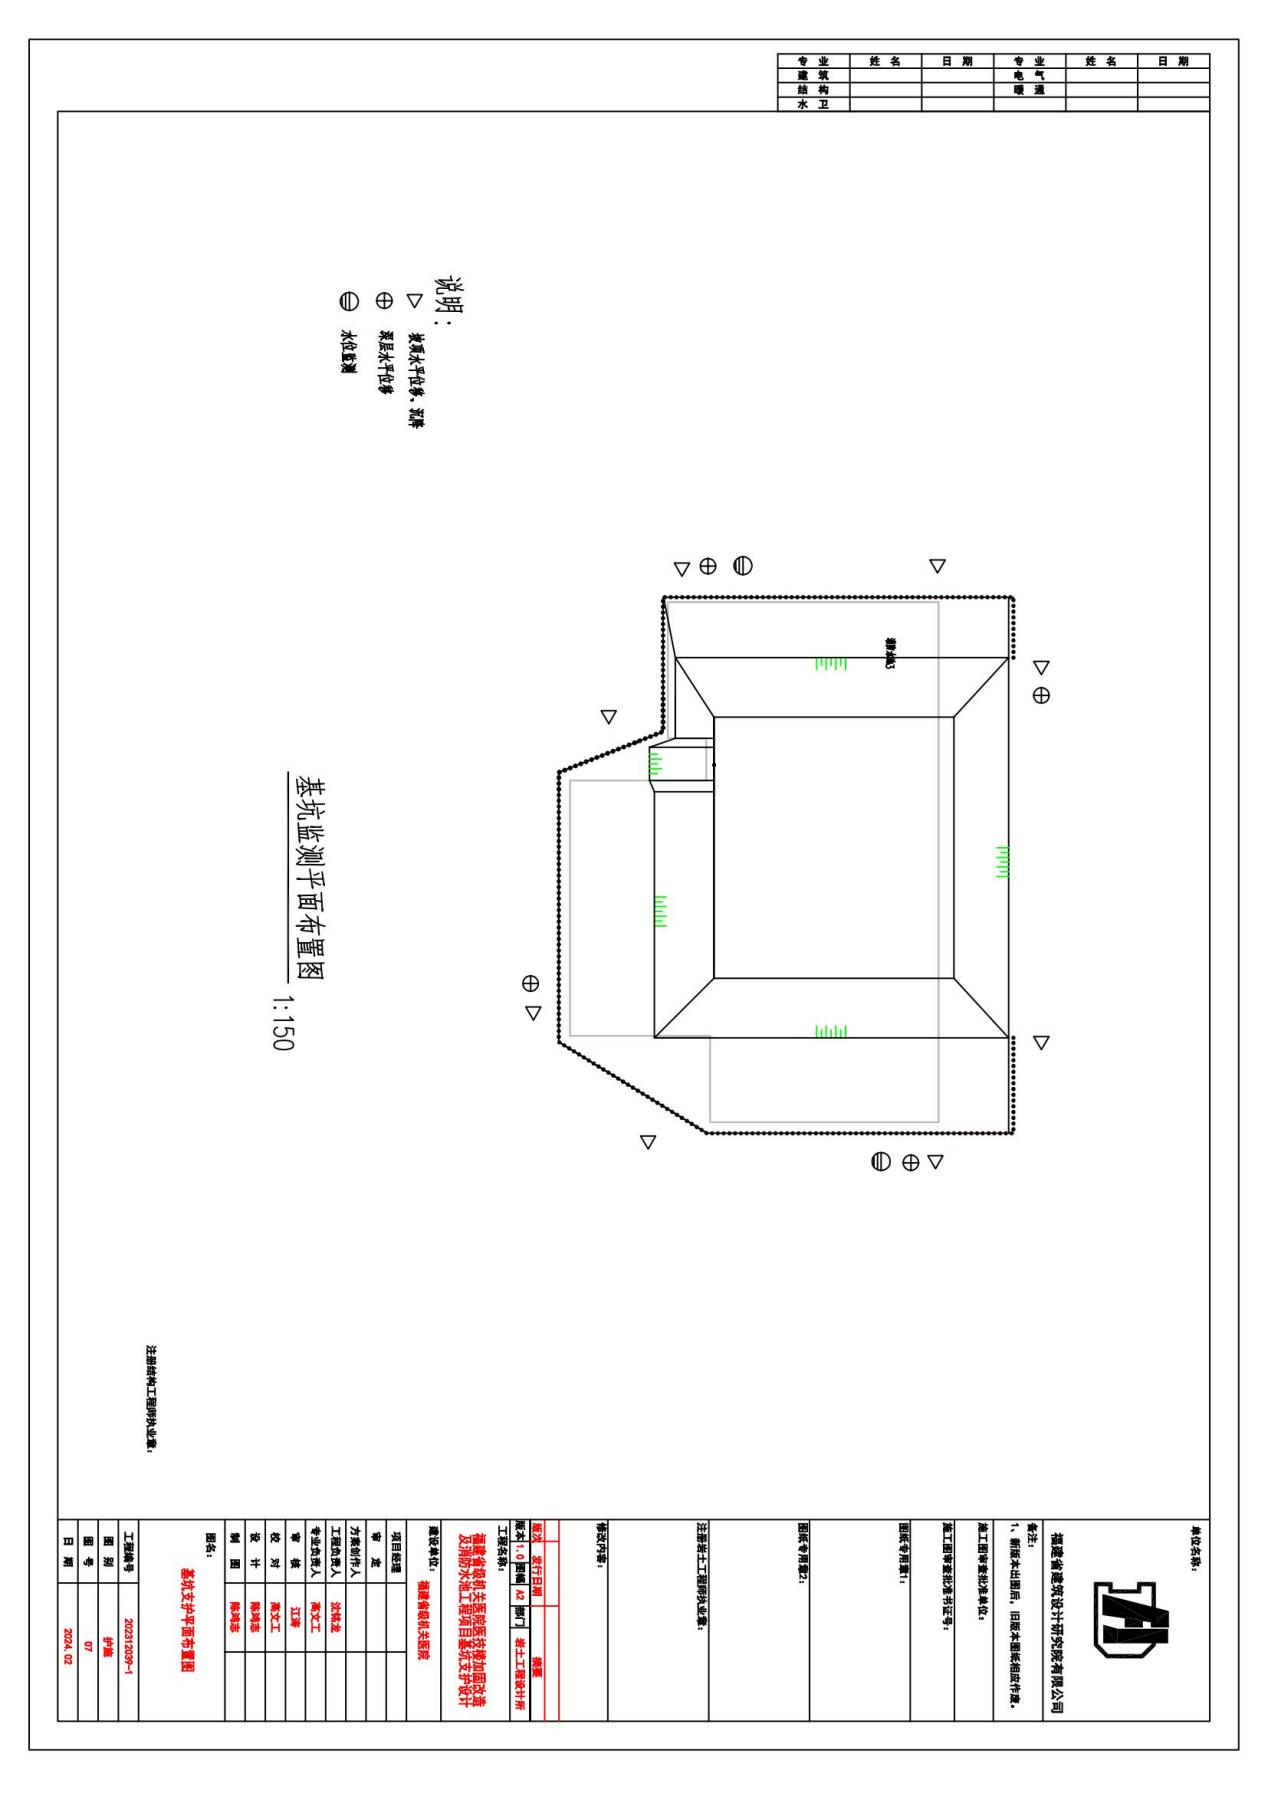 专 业 姓 名 日 期 专 业 姓 名 日 期
建 筑 电 气
结 构 暖 通
水 卫
说明：
坡顶水平位移、沉降
深层水平位移
水位监测
消防水池3
基坑监测平面布置图 1:150
注册结构工程师执业章：
单位名称：
福建省建筑设计研究院有限公司
备注：
1、新版本出图后，旧版本图纸相应作废。
施工图审查批准单位：
施工图审查批准书证号：
图纸专用章1：
图纸专用章2：
注册岩土工程师执业章：
修改内容：
版次 发行日期 摘要
版本 1.0 图幅 A2 部门 岩土工程设计所
工程名称：
福建省级机关医院医技楼加固改造
及消防水池工程项目基坑支护设计
建设单位：
福建省级机关医院
项目经理
审 定
方案创作人
工程负责人 沈铭龙
专业负责人 高文工
审 核 江涛
校 对 高文工
设 计 陈鸿志
制 图 陈鸿志
图名：
基坑支护平面布置图
工程编号 202312039-1
图 别 护施
图 号 07
日 期 2024.02